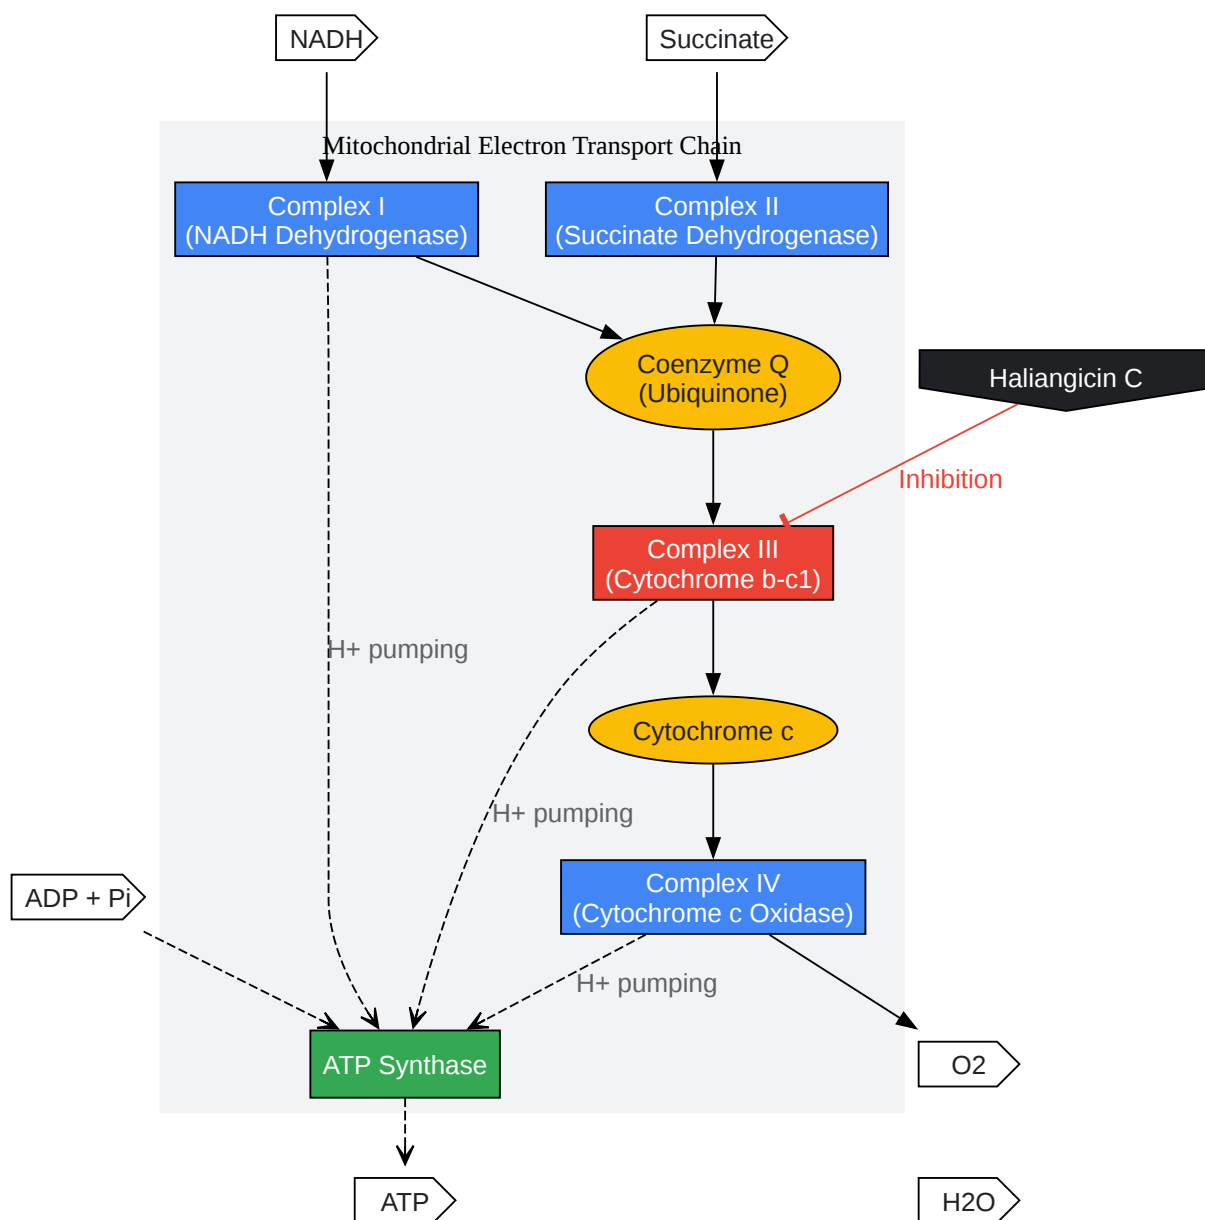 NADH
Succinate
Mitochondrial Electron Transport Chain
Complex I
(NADH Dehydrogenase)
Complex II
(Succinate Dehydrogenase)
Coenzyme Q
(Ubiquinone)
Haliangicin C
Inhibition
Complex III
(Cytochrome b-c1)
H+ pumping
Cytochrome c
H+ pumping
Complex IV
(Cytochrome c Oxidase)
ADP + Pi
H+ pumping
ATP Synthase
O2
ATP
H2O